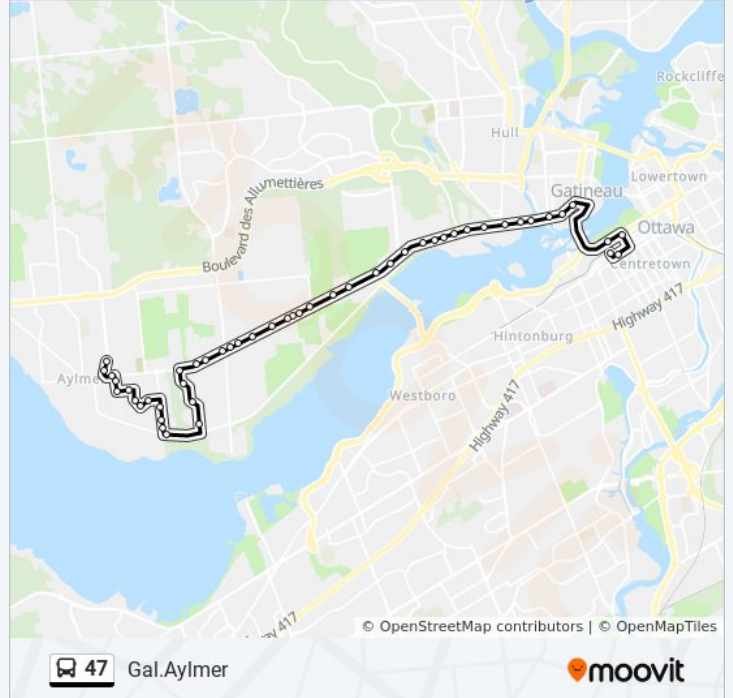 Rockcliffe
Hull
Lowertown
Boulevard des Allumettières
Gatineau
Ottawa
Centretown
Highway 417
Hintonburg
Aylmer
Westboro
Highway 417
way 417
© OpenStreetMap contributors | © OpenMapTiles
47 Gal.Aylmer
moovit